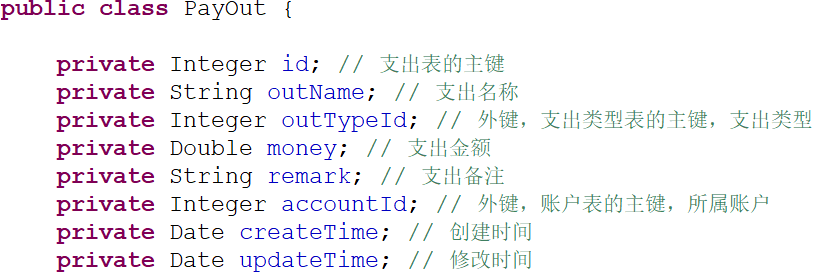 public class PayOut {
private Integer id; // 支出表的主键
private String outName; // 支出名称
private Integer outTypeId; // 外键，支出类型表的主键，支出类型
private Double money; // 支出金额
private String remark; // 支出备注
private Integer accountId; // 外键，账户表的主键，所属账户
private Date createTime; // 创建时间
private Date updateTime; // 修改时间